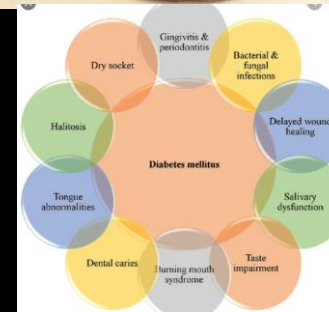 Gingivitis &
periodontitis
Bacterial &
fungal
infections
Delayed wound
healing
Salivary
dysfunction
Taste
impairment
Burning mouth
syndrome
Dental caries
Tongue
abnormalities
Halitosis
Dry socket
Diabetes mellitus